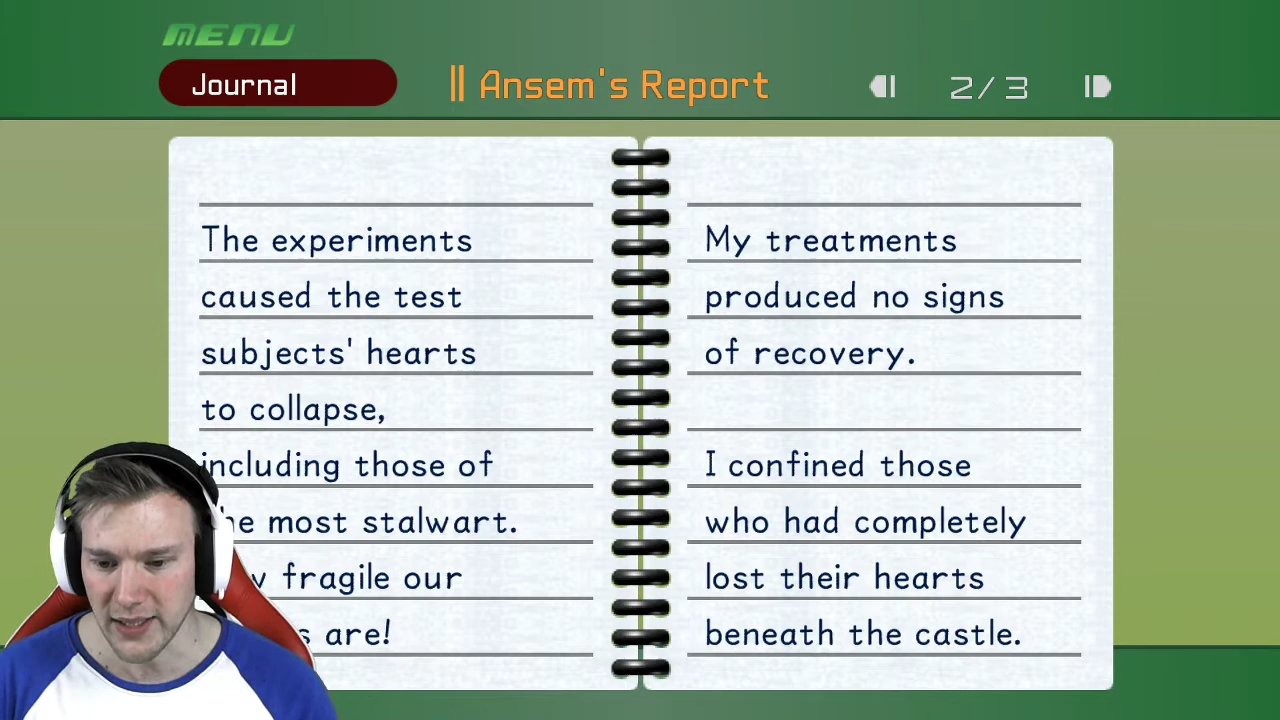 MENU
Journal
Ansem's Report
2/3
The experiments
caused the test
subjects' hearts
to collapse,
including those of
the most stalwart.
fragile our
are!
My treatments
produced no signs
of recovery.
I confined those
who had completely
lost their hearts
beneath the castle.